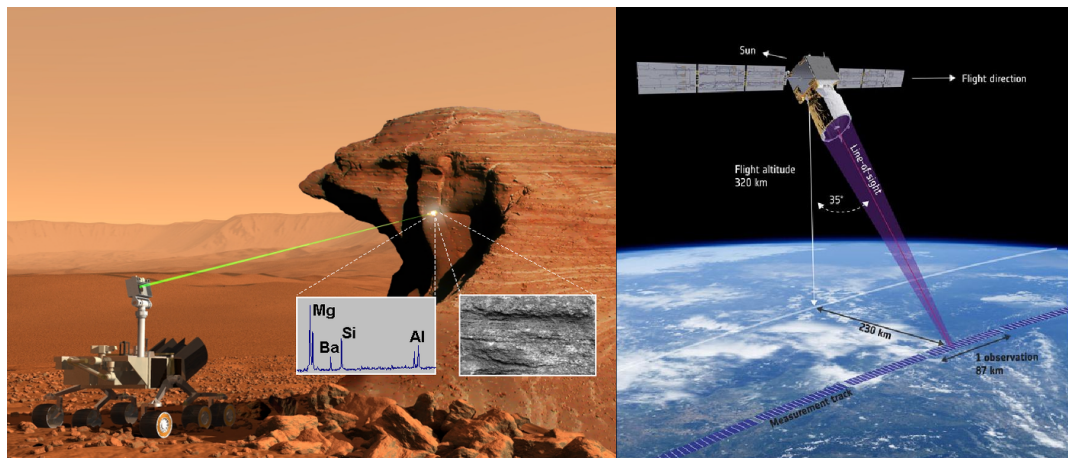 Mg
Ba
Si
Al
Sun
Flight direction
Line-of sight
Flight altitude
320 km
35°
230 km
1 observation
87 km
Measurement track